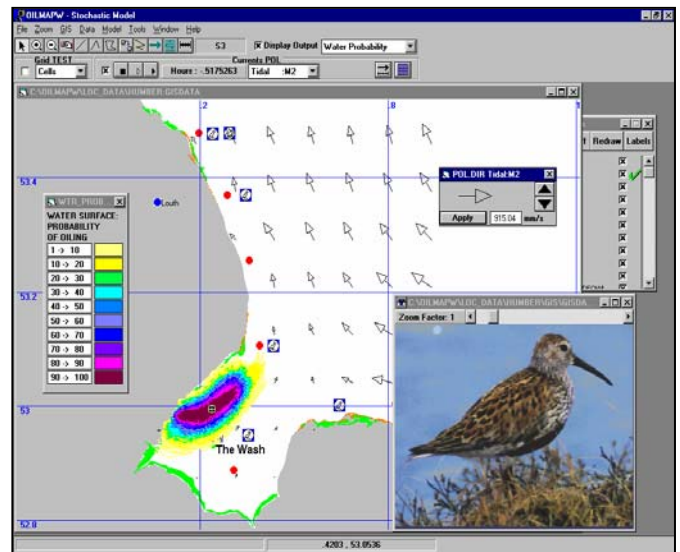 OILMAPW - Stochastic Model
File Zoom GIS Data Model Tools Window Help
53 Display Output Water Probability
Grid TEST Currents POL
Cells Hours : -.5175263 Tidal :M2
C:\OILMAPW\LOC_DATA\HUMBER\GISDATA
.2 .8 1
Redraw Labels
53.4
POL.DIR Tidal:M2
Apply 915.04 mm/s
Louth
WTR_PROB...
WATER SURFACE:
PROBABILITY
OF OILING
1 -> 10
10 -> 20
20 -> 30
30 -> 40
40 -> 50
50 -> 60
60 -> 70
70 -> 80
80 -> 90
90 -> 100
53.2
C:\OILMAPW\LOC_DATA\HUMBER\GIS\GISDA
Zoom Factor: 1
53
The Wash
52.8
.4203 , 53.0536